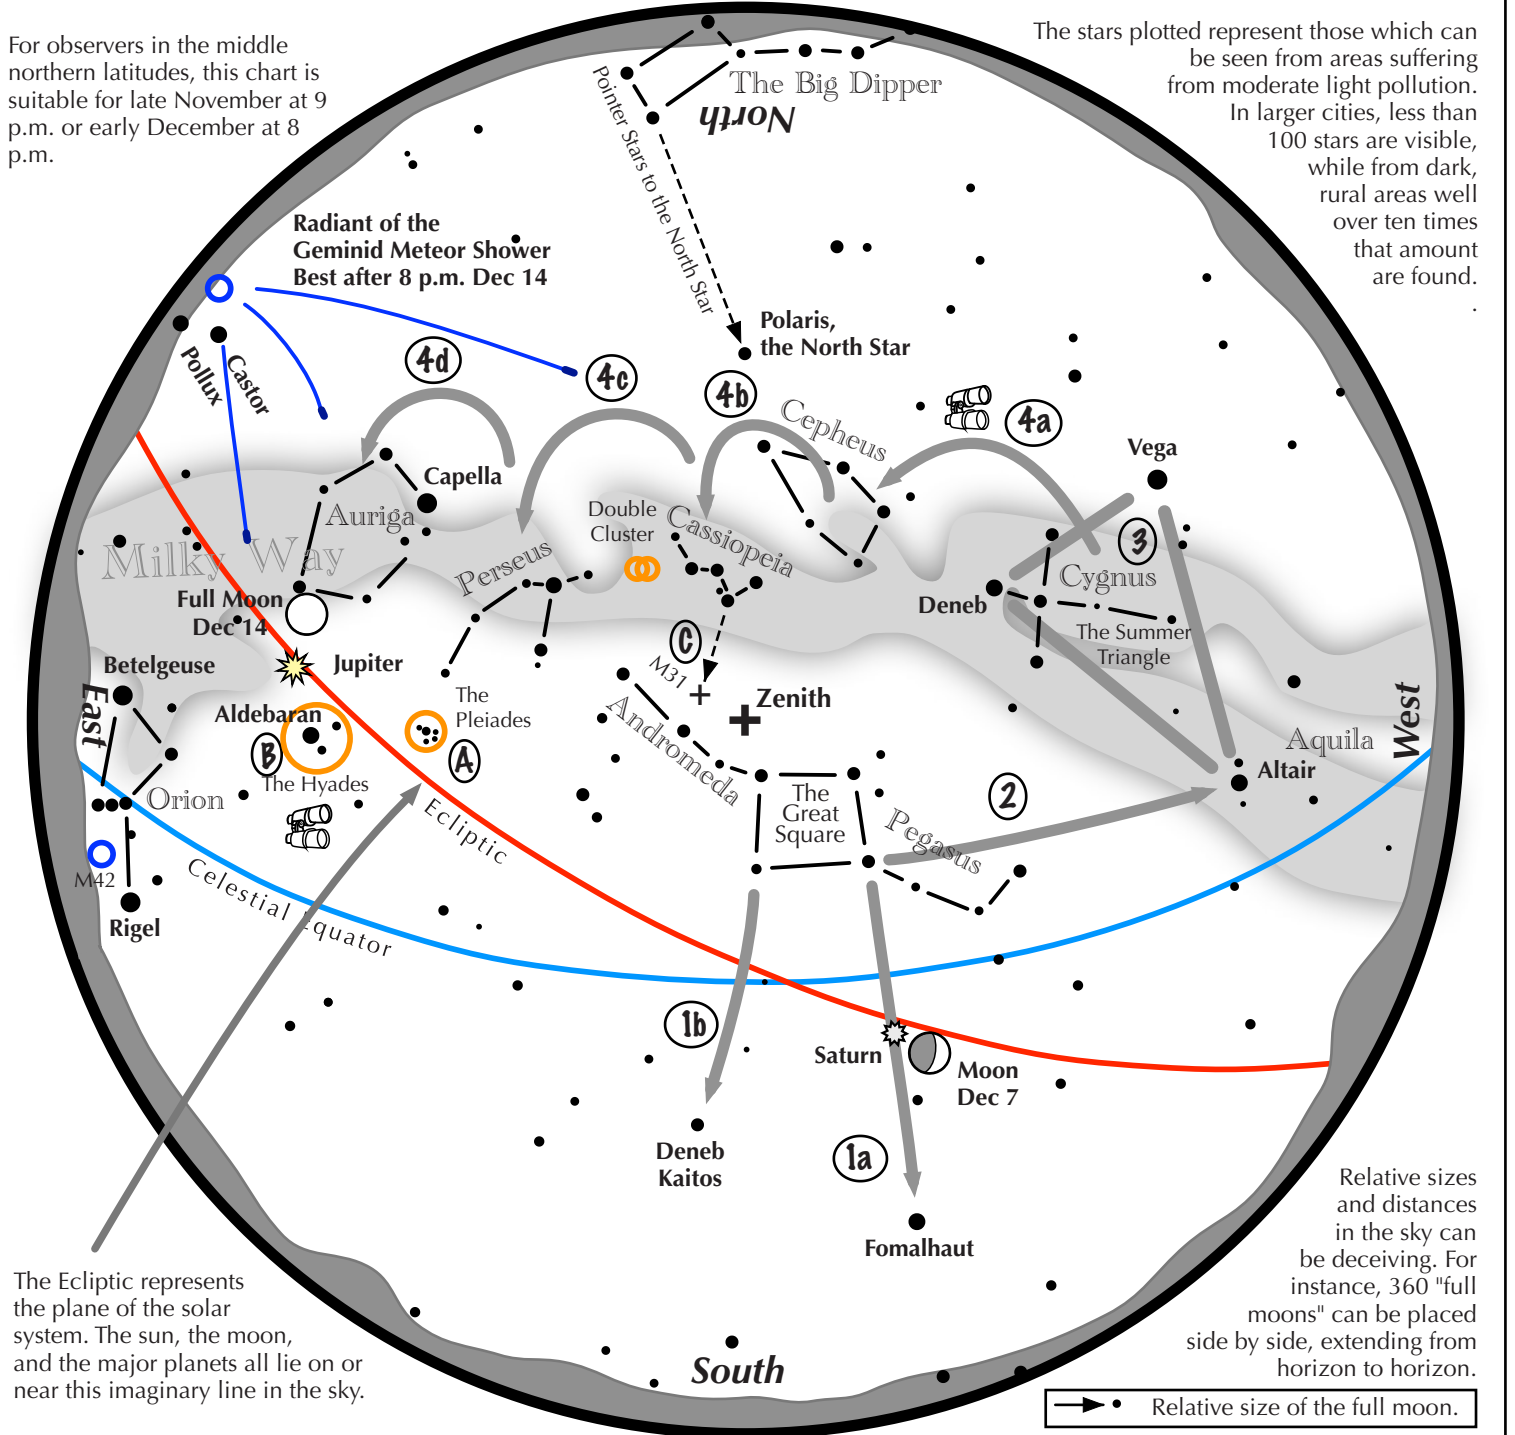 For observers in the middle
northern latitudes, this chart is
suitable for late November at 9
p.m. or early December at 8
p.m.
The stars plotted represent those which can
be seen from areas suffering
from moderate light pollution.
In larger cities, less than
100 stars are visible,
while from dark,
rural areas well
over ten times
that amount
are found.
.
The Big Dipper
North
Pointer Stars to the North Star
Radiant of the
Geminid Meteor Shower
Best after 8 p.m. Dec 14
Polaris,
the North Star
Pollux
Castor
4d
4c
4b
4a
Cepheus
Vega
Capella
Auriga
Double
Cluster
Cassiopeia
3
Milky Way
Perseus
Cygnus
Deneb
Full Moon
Dec 14
The Summer
Triangle
C
M31
Betelgeuse
Jupiter
Zenith
East
Aldebaran
The
Pleiades
Andromeda
West
Aquila
B
A
Altair
The Hyades
Orion
The
Great
Square
2
Pegasus
Ecliptic
M42
Celestial Equator
Rigel
1b
Saturn
Moon
Dec 7
Deneb
Kaitos
1a
Fomalhaut
The Ecliptic represents
the plane of the solar
system. The sun, the moon,
and the major planets all lie on or
near this imaginary line in the sky.
South
Relative sizes
and distances
in the sky can
be deceiving. For
instance, 360 "full
moons" can be placed
side by side, extending from
horizon to horizon.
Relative size of the full moon.